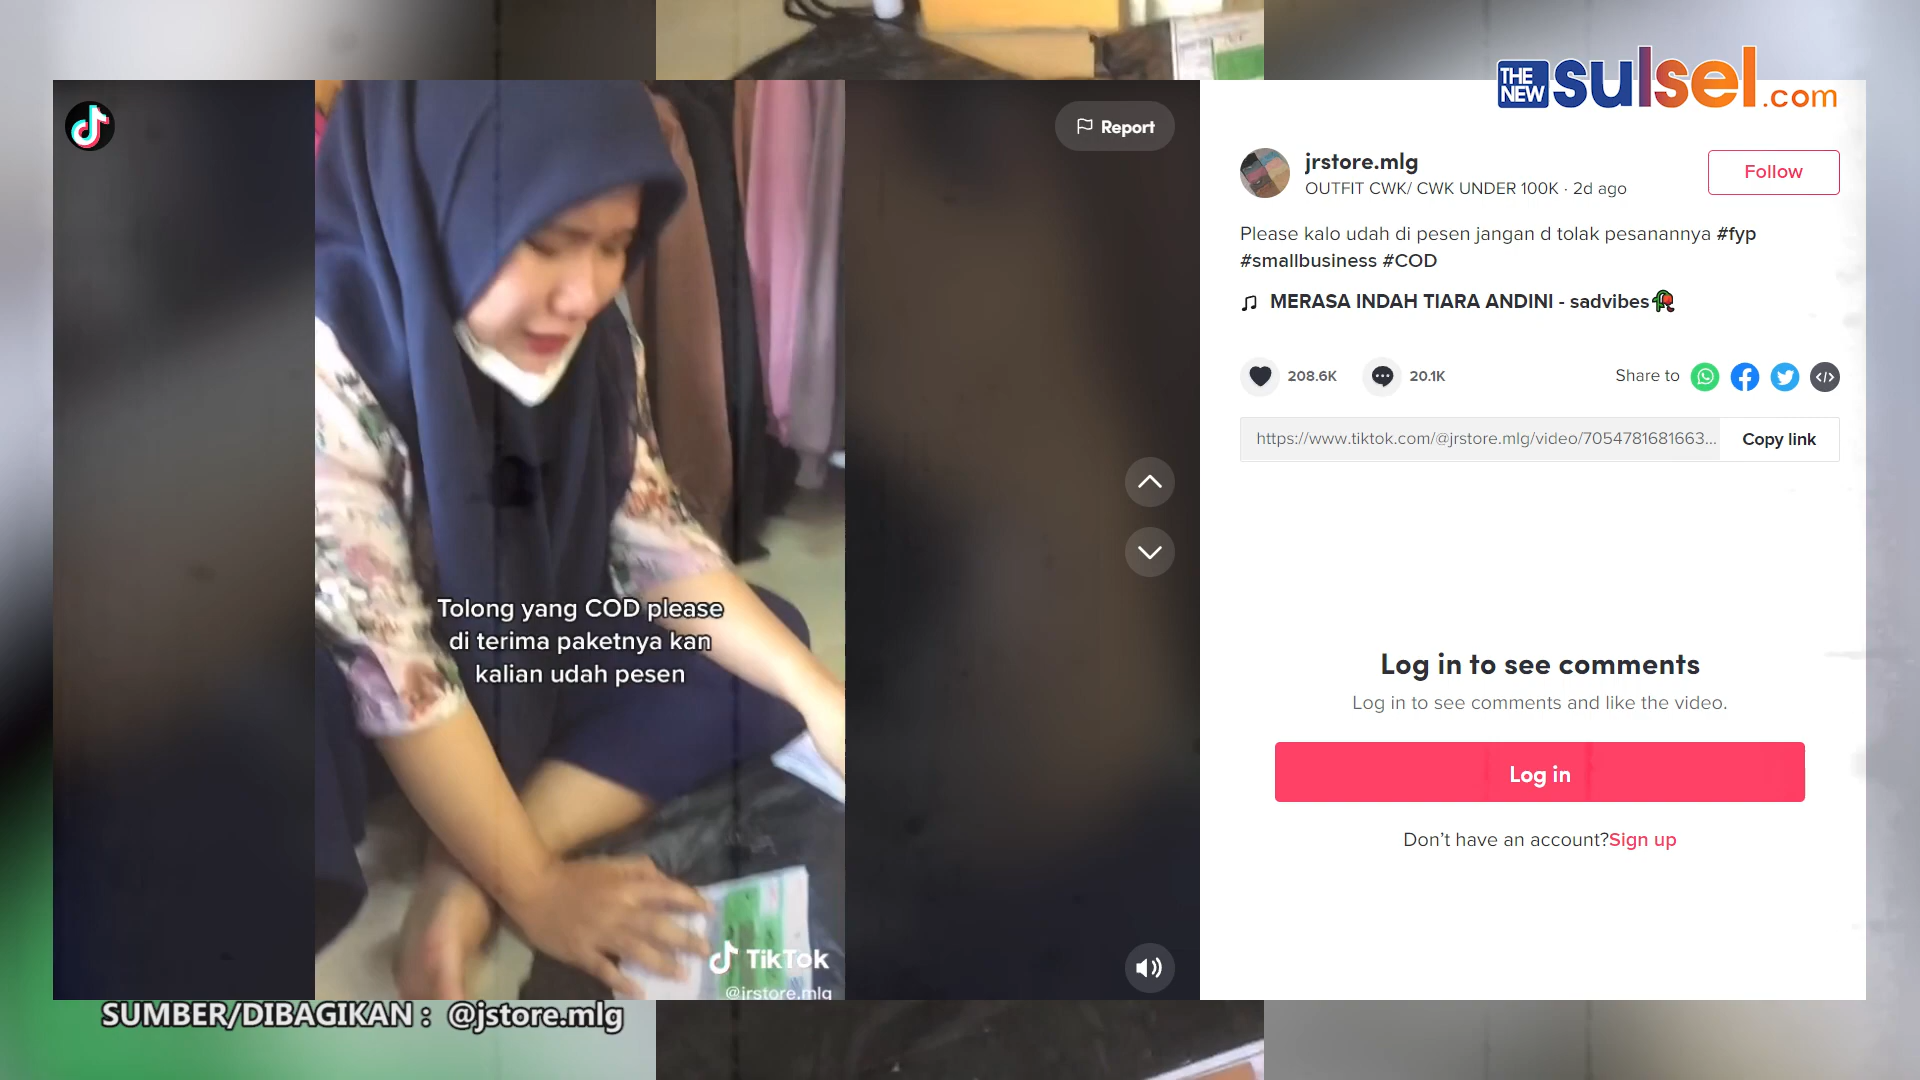 THE NEW sulsel.com
Report
jrstore.mlg
OUTFIT CWK/ CWK UNDER 100K · 2d ago
Follow
Please kalo udah di pesen jangan d tolak pesanannya #fyp
#smallbusiness #COD
MERASA INDAH TIARA ANDINI - sadvibes🥀
208.6K
20.1K
Share to
https://www.tiktok.com/@jrstore.mlg/video/7054781681663...
Copy link
Tolong yang COD please
di terima paketnya kan
kalian udah pesen
Log in to see comments
Log in to see comments and like the video.
Log in
Don't have an account?Sign up
TikTok
@jrstore.mlg
SUMBER/DIBAGIKAN : @jstore.mlg